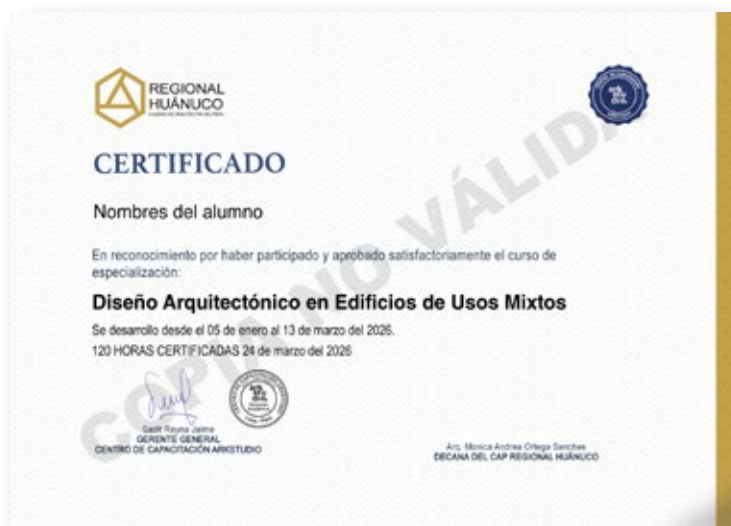 REGIONAL
HUÁNUCO
CERTIFICADO
Nombres del alumno
En reconocimiento por haber participado y aprobado satisfactoriamente el curso de
especialización:
Diseño Arquitectónico en Edificios de Usos Mixtos
Se desarrollo desde el 05 de enero al 13 de marzo del 2026.
120 HORAS CERTIFICADAS 24 de marzo del 2026
COPIA NO VÁLIDA
Reyna Jaime
GERENTE GENERAL
CENTRO DE CAPACITACIÓN ARKSTUDIO
Arq. Monica Andrea Ortega Sanches
DECANA DEL CAP REGIONAL HUÁNUCO